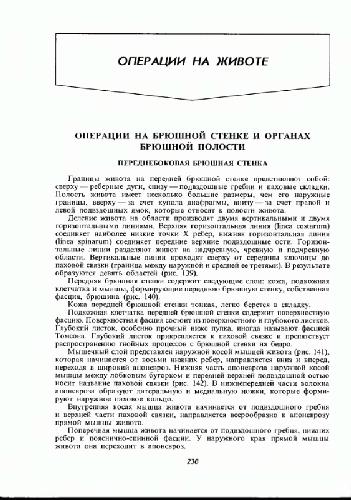 ОПЕРАЦИИ НА ЖИВОТЕ
ОПЕРАЦИИ НА БРЮШНОЙ СТЕНКЕ И ОРГАНАХ
БРЮШНОЙ ПОЛОСТИ
ПЕРЕДНЕБОКОВАЯ БРЮШНАЯ СТЕНКА
Границы живота на передней брюшной стенке представляют собой:
сверху — реберные дуги, снизу — подвздошные гребни и паховые складки.
Полость живота имеет несколько большие размеры, чем его наружные
границы, вверху — за счет купола диафрагмы, внизу — за счет правой и
левой подвздошных ямок, которые относят к полости живота.
Деление живота на области производят двумя вертикальными и двумя
горизонтальными линиями. Верхняя горизонтальная линия (linea costarum)
соединяет наиболее низкие точки X ребер, нижняя горизонтальная линия
(linea spinarum) соединяет передние верхние подвздошные ости. Горизон-
тальные линии разделяют живот на надчревную, чревную и подчревную
области. Вертикальные линии проходят сверху от середины ключицы до
паховой связки (границы между наружной и средней ее третями). В результате
образуются девять областей (рис. 139).
Передняя брюшная стенка содержит следующие слои: кожа, подкожная
клетчатка и мышцы, формирующие переднюю брюшную стенку, собственная
фасция, брюшина (рис. 140).
Кожа передней брюшной стенки тонкая, легко берется в складку.
Подкожная клетчатка передней брюшной стенки содержит поверхностную
фасцию. Поверхностная фасция состоит из поверхностного и глубокого листков.
Глубокий листок, особенно прочный ниже пупка, иногда называют фасцией
Томсона. Глубокий листок прикрепляется к паховой связке и препятствует
распространению гнойных процессов с брюшной стенки на бедро.
Мышечный слой представлен наружной косой мышцей живота (рис. 141),
которая начинается от восьми нижних ребер, направляется вниз и вперед,
переходя в широкий апоневроз. Нижняя часть апоневроза наружной косой
мышцы между лобковым бугорком и передней верхней подвздошной остью
носит название паховой связки (рис. 142). В нижнепередней части волокна
апоневроза образуют латеральную и медиальную ножки, которые форми-
руют наружное паховое кольцо.
Внутренняя косая мышца живота начинается от подвздошного гребня
и верхней части паховой связки, направляется веерообразно к апоневрозу
прямой мышцы живота.
Поперечная мышца живота начинается от подвздошного гребня, нижних
ребер и пояснично-спинной фасции. У наружного края прямой мышцы
живота она переходит в апоневроз.
230